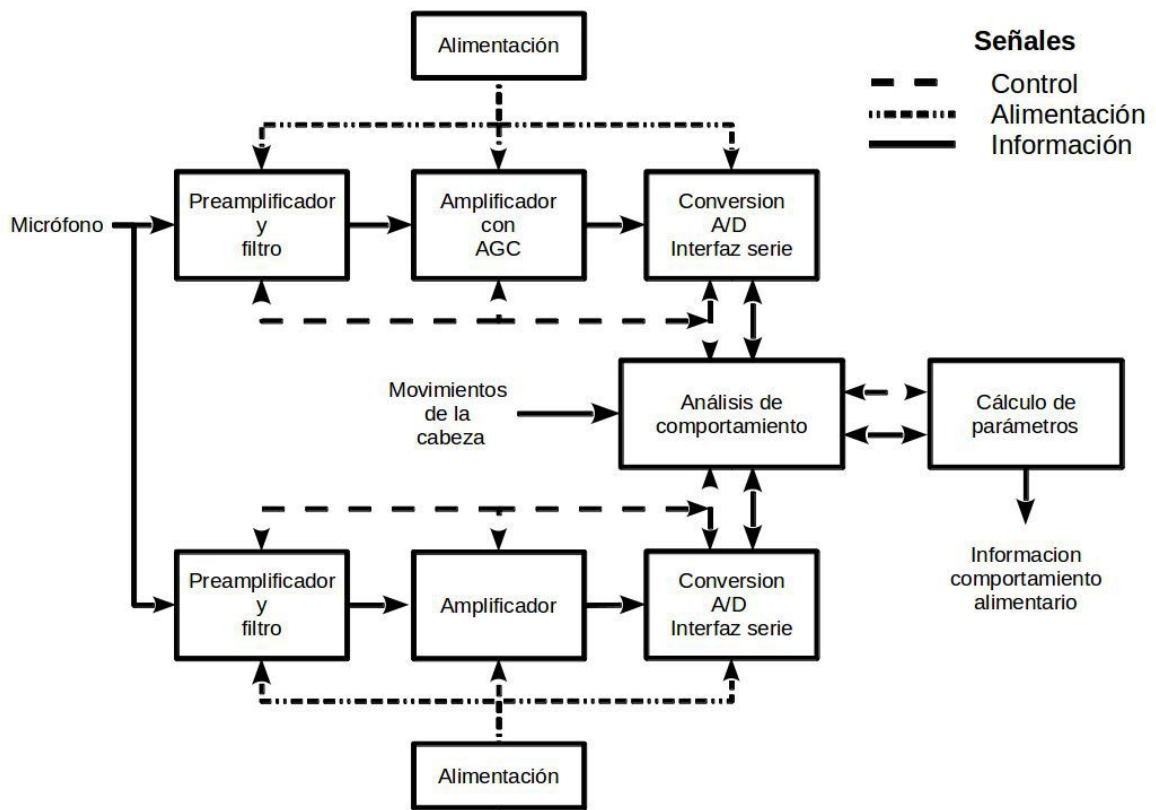 Alimentación
Señales
Control
Alimentación
Información
Micrófono
Preamplificador
y
filtro
Amplificador
con
AGC
Conversion
A/D
Interfaz serie
Movimientos
de la
cabeza
Análisis de
comportamiento
Cálculo de
parámetros
Preamplificador
y
filtro
Amplificador
Conversion
A/D
Interfaz serie
Informacion
comportamiento
alimentario
Alimentación